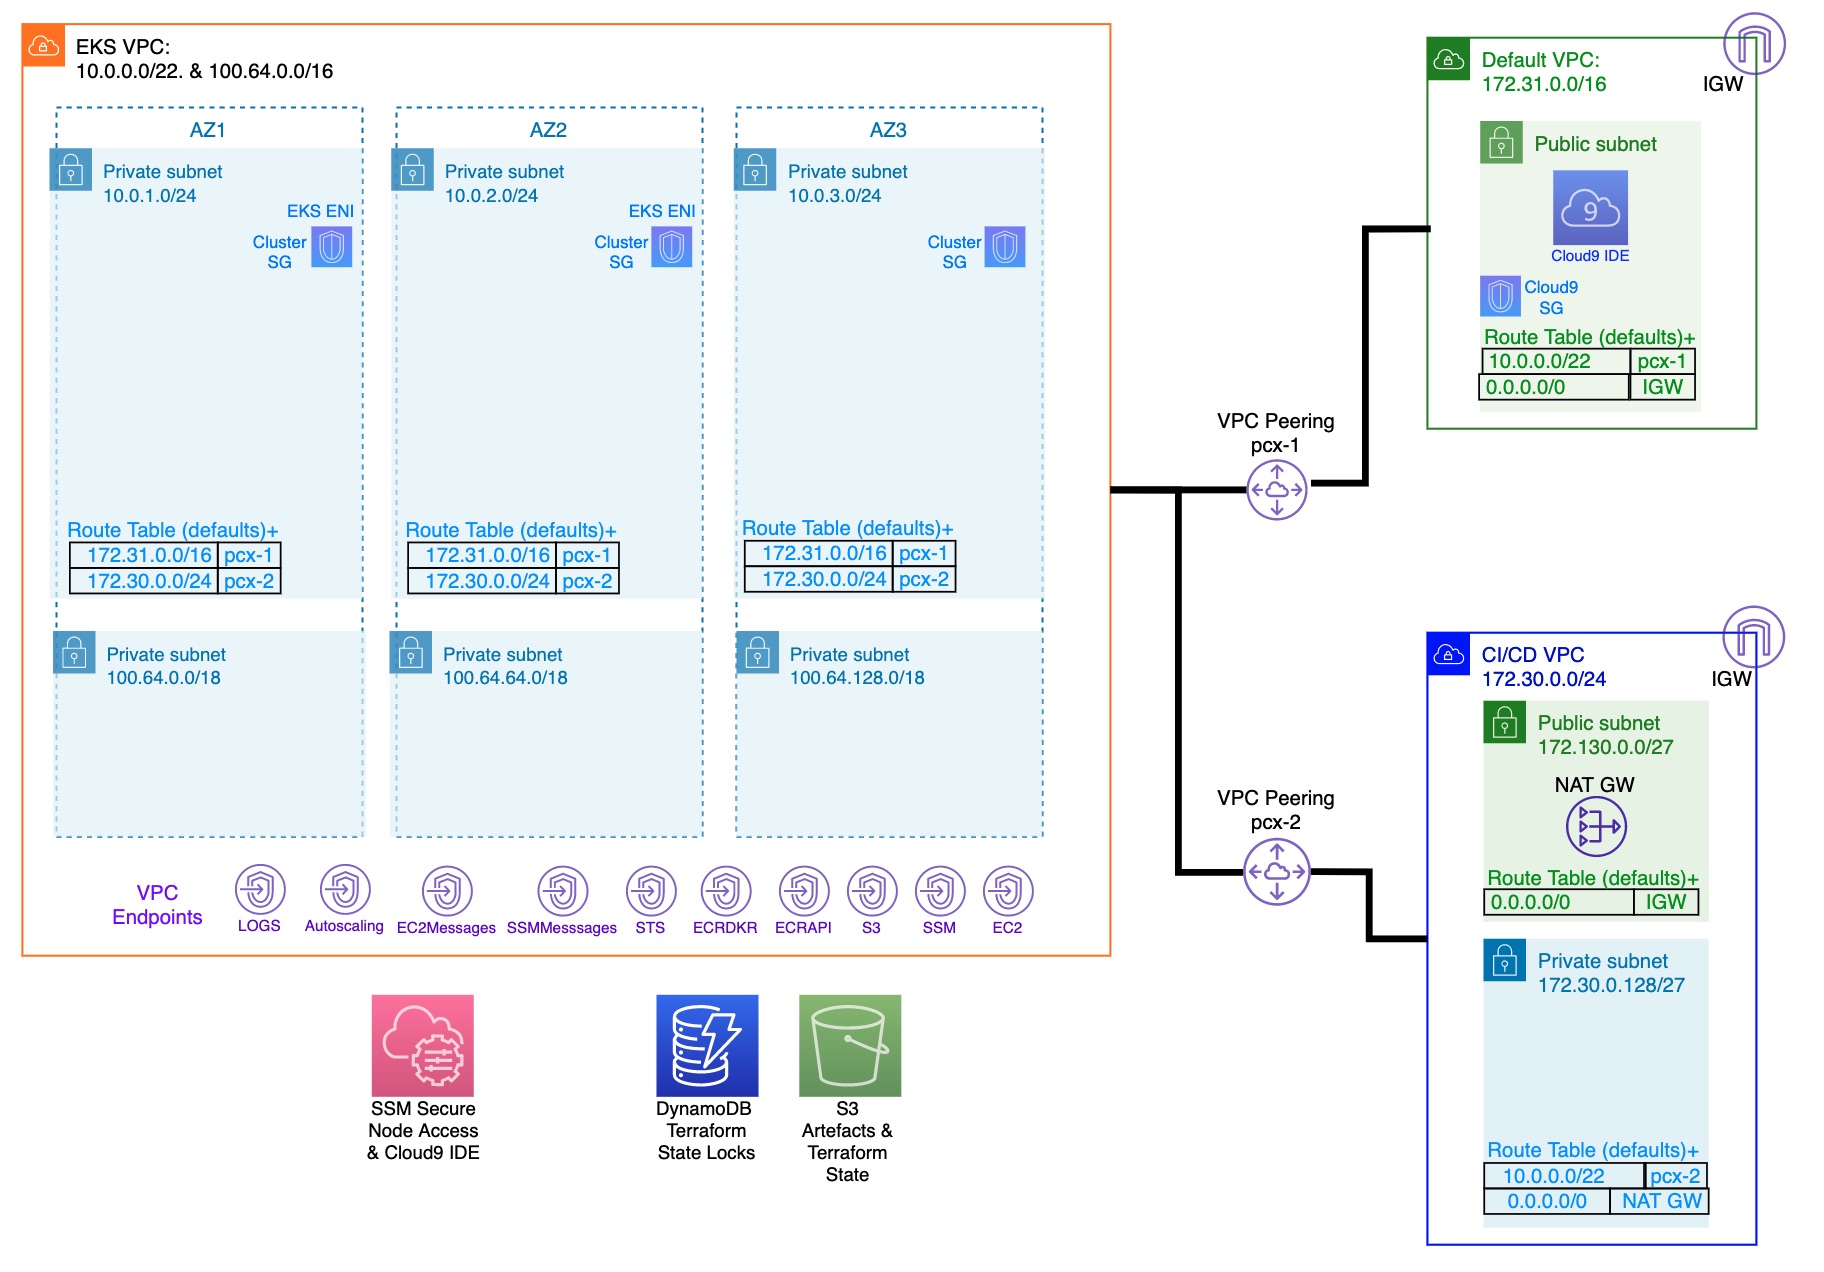 EKS VPC:
10.0.0.0/22. & 100.64.0.0/16
AZ1
Private subnet
10.0.1.0/24
EKS ENI
Cluster
SG
Route Table (defaults)+
172.31.0.0/16 pcx-1
172.30.0.0/24 pcx-2
Private subnet
100.64.0.0/18
AZ2
Private subnet
10.0.2.0/24
EKS ENI
Cluster
SG
Route Table (defaults)+
172.31.0.0/16 pcx-1
172.30.0.0/24 pcx-2
Private subnet
100.64.64.0/18
AZ3
Private subnet
10.0.3.0/24
Cluster
SG
Route Table (defaults)+
172.31.0.0/16 pcx-1
172.30.0.0/24 pcx-2
Private subnet
100.64.128.0/18
VPC
Endpoints
LOGS
Autoscaling
EC2Messages
SSMMesssages
STS
ECRDKR
ECRAPI
S3
SSM
EC2
SSM Secure
Node Access
& Cloud9 IDE
DynamoDB
Terraform
State Locks
S3
Artefacts &
Terraform
State
VPC Peering
pcx-1
VPC Peering
pcx-2
Default VPC:
172.31.0.0/16
IGW
Public subnet
9
Cloud9 IDE
Cloud9
SG
Route Table (defaults)+
10.0.0.0/22 pcx-1
0.0.0.0/0 IGW
CI/CD VPC
172.30.0.0/24
IGW
Public subnet
172.130.0.0/27
NAT GW
Route Table (defaults)+
0.0.0.0/0 IGW
Private subnet
172.30.0.128/27
Route Table (defaults)+
10.0.0.0/22 pcx-2
0.0.0.0/0 NAT GW